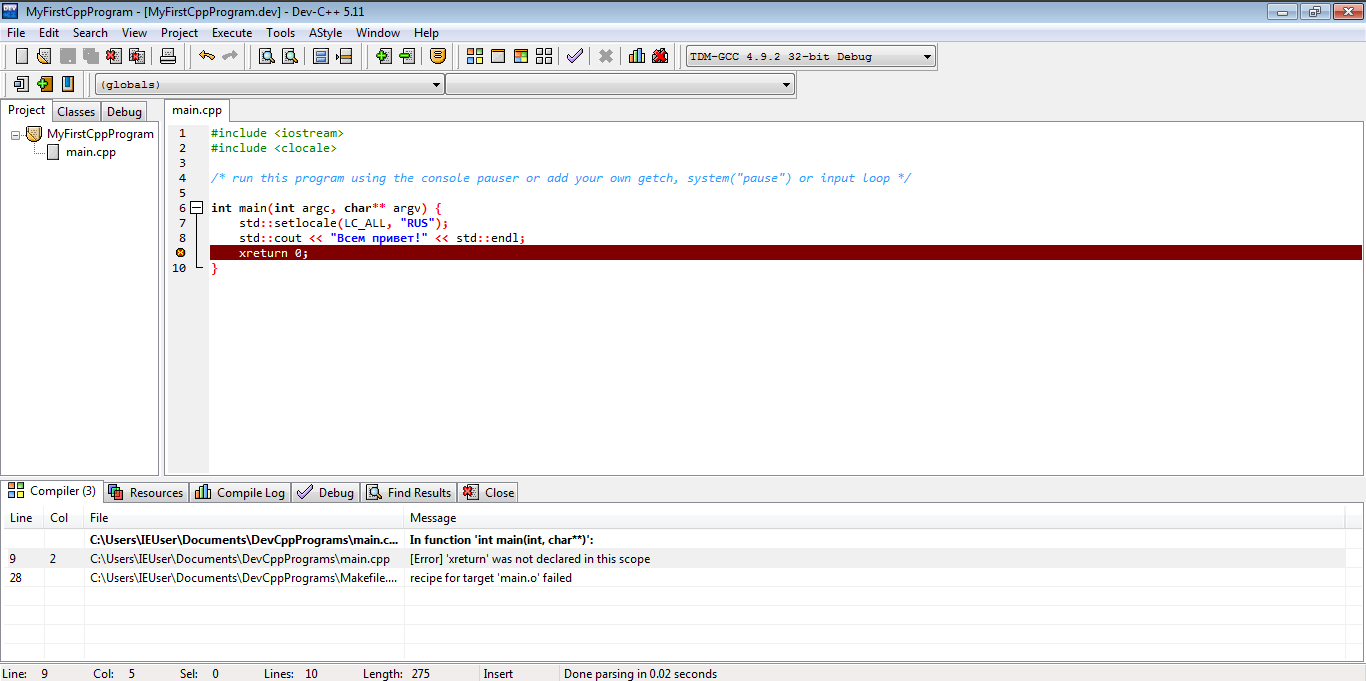 MyFirstCppProgram - [MyFirstCppProgram.dev] - Dev-C++ 5.11
File Edit Search View Project Execute Tools AStyle Window Help
TDM-GCC 4.9.2 32-bit Debug
(globals)
Project Classes Debug
main.cpp
MyFirstCppProgram
main.cpp
1 #include <iostream>
2 #include <clocale>
3
4 /* run this program using the console pauser or add your own getch, system("pause") or input loop */
5
6 int main(int argc, char** argv) {
7 std::setlocale(LC_ALL, "RUS");
8 std::cout << "Всем привет!" << std::endl;
xreturn 0;
10 }
Compiler (3) Resources Compile Log Debug Find Results Close
Line Col File Message
C:\Users\IEUser\Documents\DevCppPrograms\main.c... In function 'int main(int, char**)':
9 2 C:\Users\IEUser\Documents\DevCppPrograms\main.cpp [Error] 'xreturn' was not declared in this scope
28 C:\Users\IEUser\Documents\DevCppPrograms\Makefile.... recipe for target 'main.o' failed
Line: 9 Col: 5 Sel: 0 Lines: 10 Length: 275 Insert Done parsing in 0.02 seconds